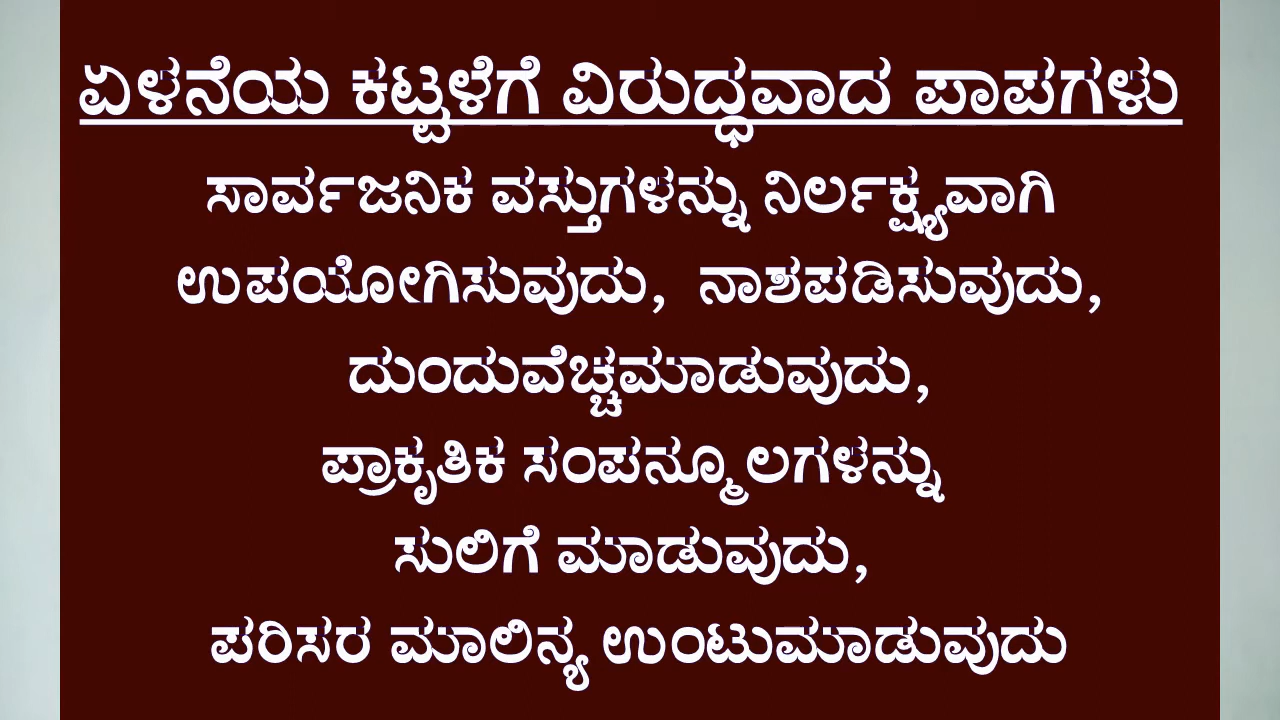 ಏಳನೆಯ ಕಟ್ಟಳೆಗೆ ವಿರುದ್ಧವಾದ ಪಾಪಗಳು
ಸಾರ್ವಜನಿಕ ವಸ್ತುಗಳನ್ನು ನಿರ್ಲಕ್ಷ್ಯವಾಗಿ
ಉಪಯೋಗಿಸುವುದು, ನಾಶಪಡಿಸುವುದು,
ದುಂದುವೆಚ್ಚಮಾಡುವುದು,
ಪ್ರಾಕೃತಿಕ ಸಂಪನ್ಮೂಲಗಳನ್ನು
ಸುಲಿಗೆ ಮಾಡುವುದು,
ಪರಿಸರ ಮಾಲಿನ್ಯ ಉಂಟುಮಾಡುವುದು